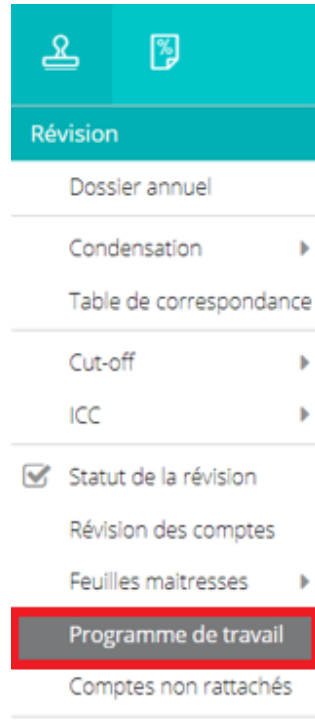 %
Révision
Dossier annuel
Condensation
Table de correspondance
Cut-off
ICC
Statut de la révision
Révision des comptes
Feuilles maitresses
Programme de travail
Comptes non rattachés